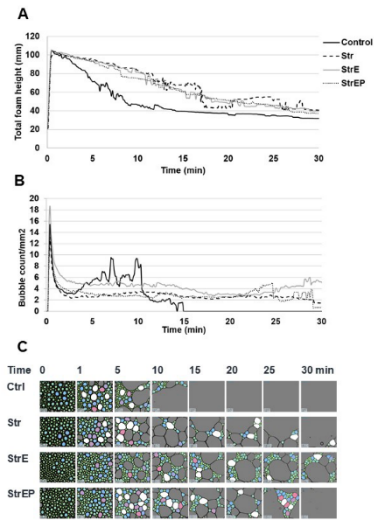 A
Total foam height (mm)
120
100
80
60
40
20
0
0 5 10 15 20 25 30
Time (min)
Control
Str
StrE
StrEP
B
Bubble count/mm2
20
18
16
14
12
10
8
6
4
2
0
0 5 10 15 20 25 30
Time (min)
C
Time 0 1 5 10 15 20 25 30 min
Ctrl
Str
StrE
StrEP